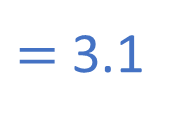 = 3.1